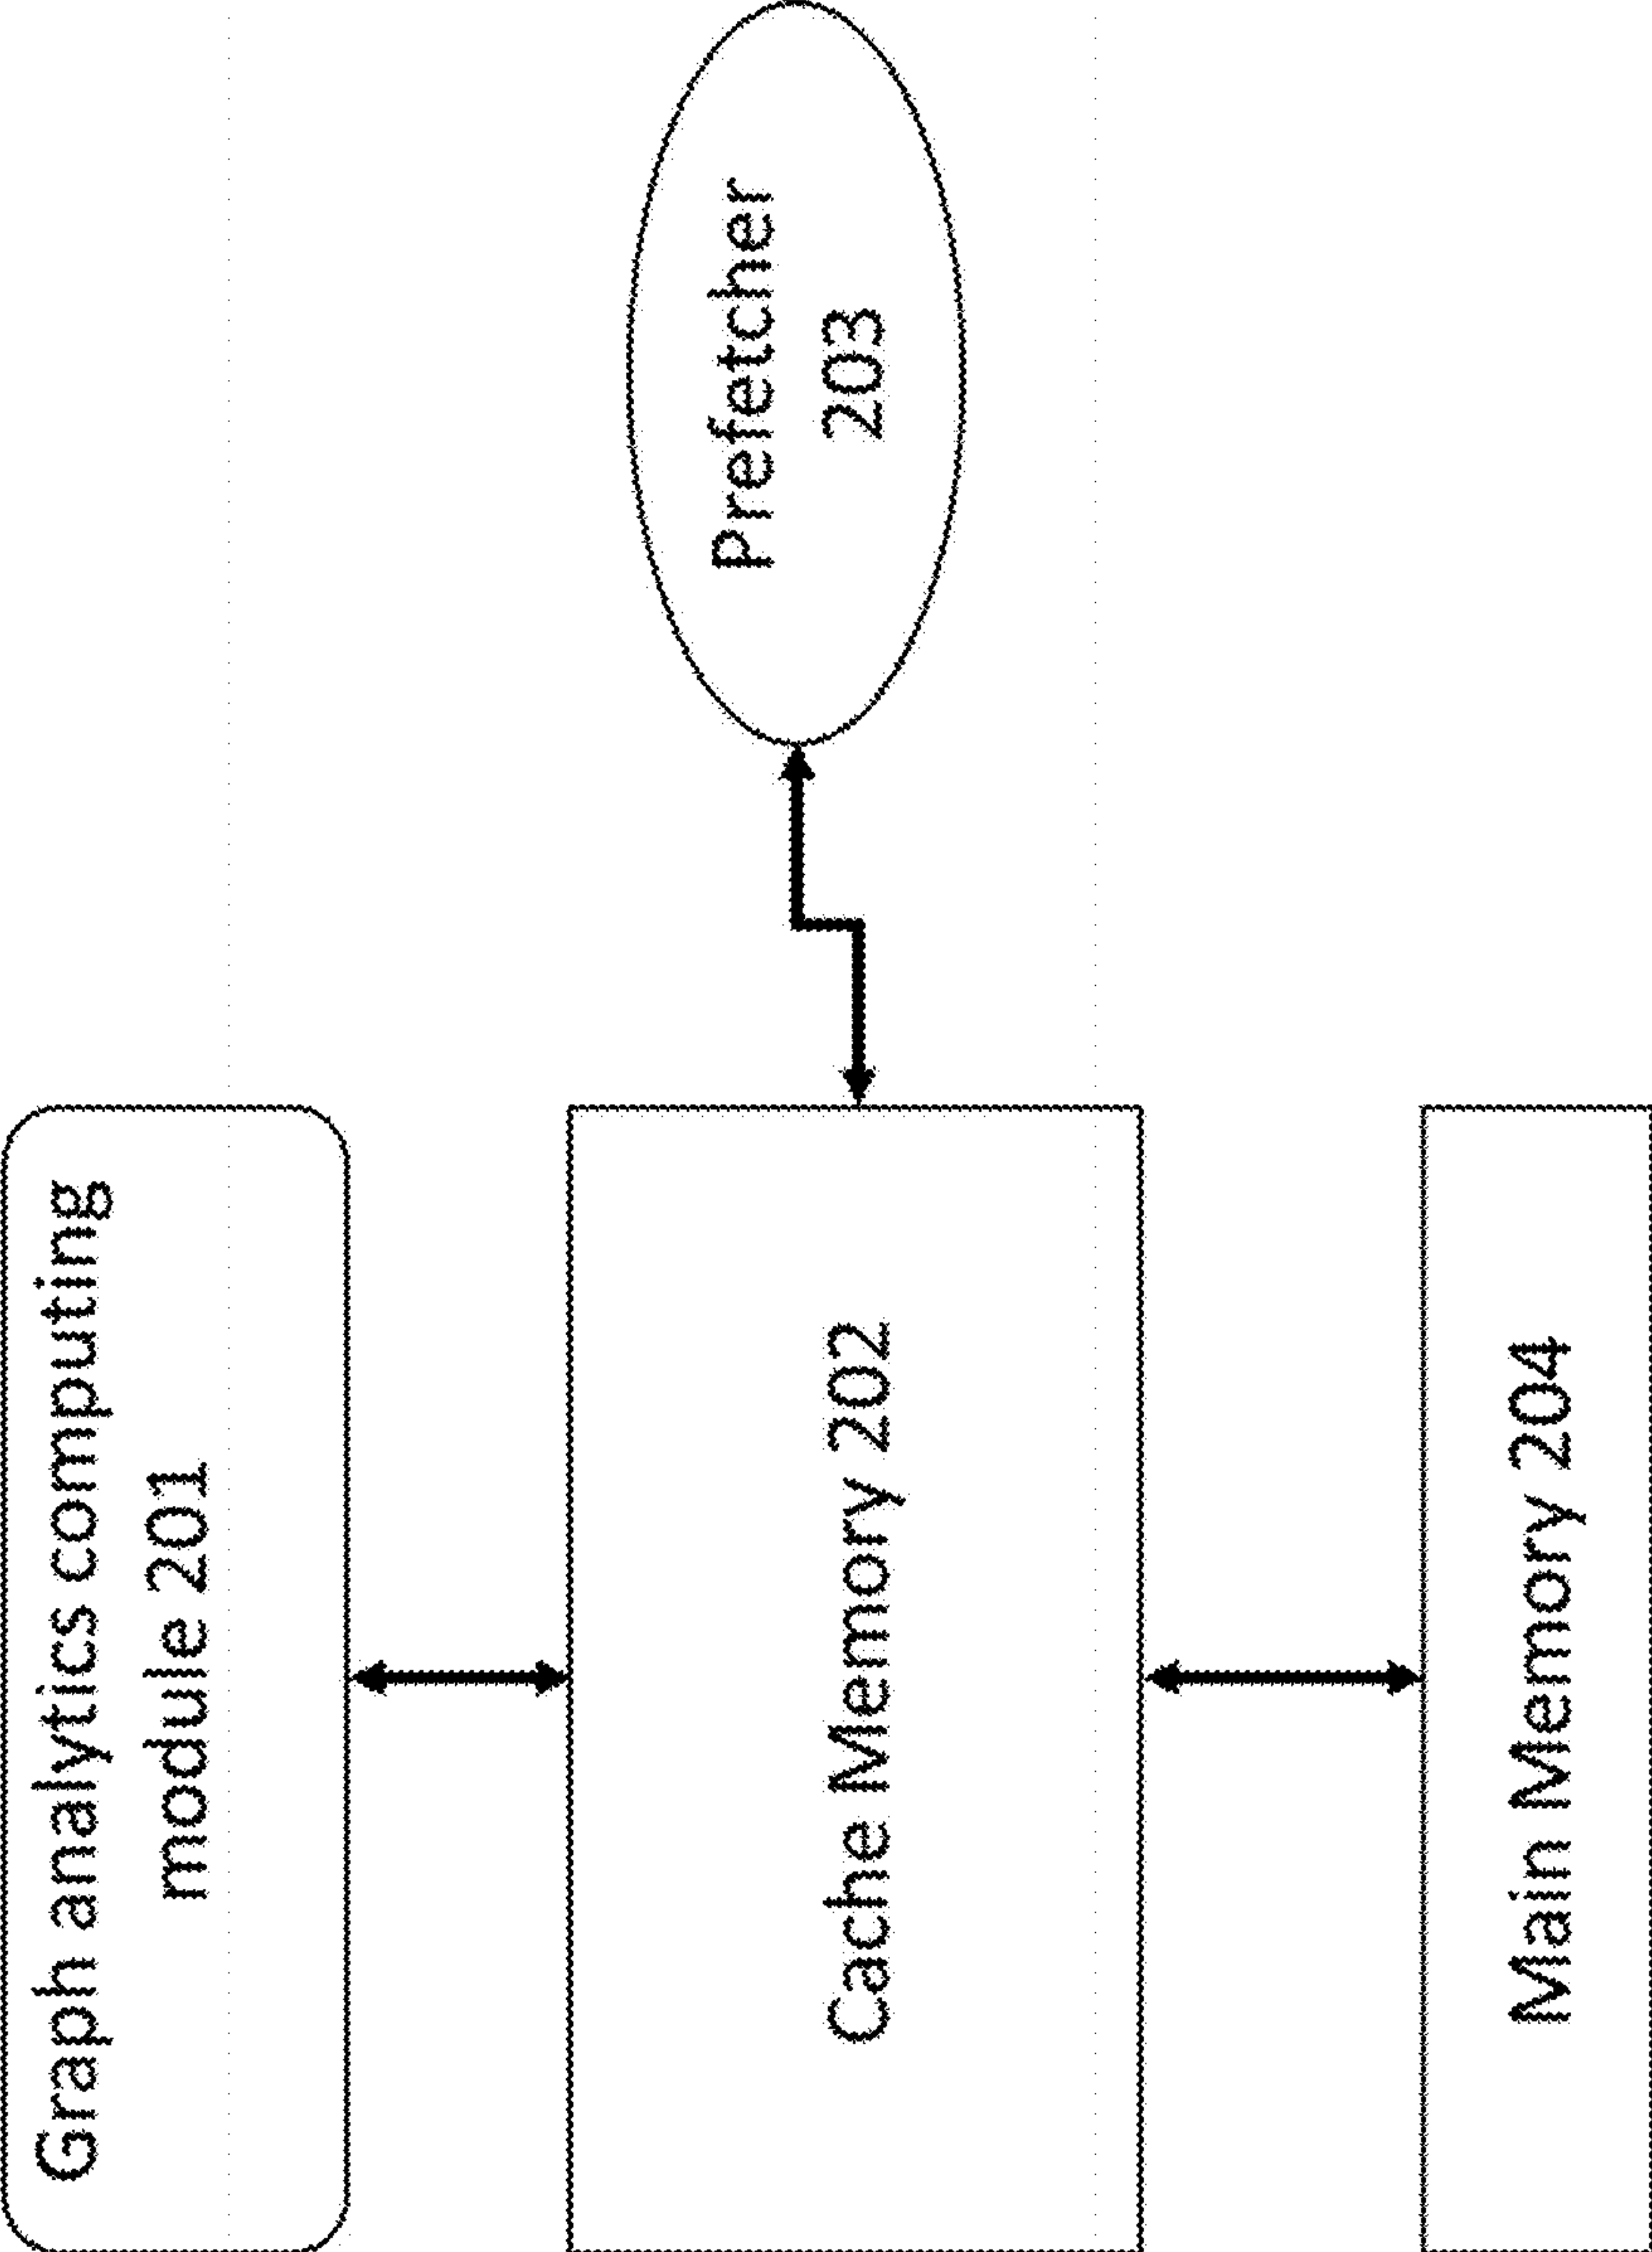 Graph analytics computing
module 201
Cache Memory 202
Prefetcher
203
Main Memory 204